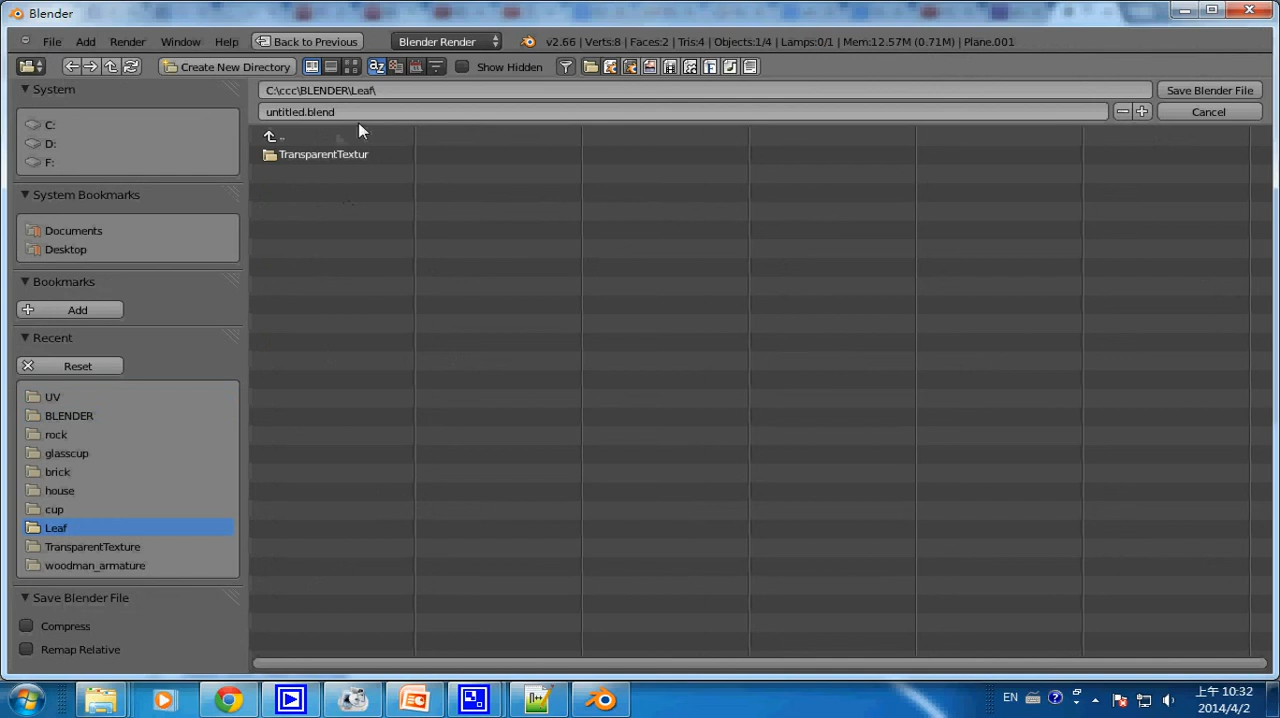 Blender
File Add Render Window Help Back to Previous Blender Render v2.66 | Verts:8 | Faces:2 | Tris:4 | Objects:1/4 | Lamps:0/1 | Mem:12.57M (0.71M) | Plane.001
Create New Directory Show Hidden
System
C:\ccc\BLENDER\Leaf\ Save Blender File
untitled.blend Cancel
C:
D:
F:
..
TransparentTextur
System Bookmarks
Documents
Desktop
Bookmarks
Add
Recent
Reset
UV
BLENDER
rock
glasscup
brick
house
cup
Leaf
TransparentTexture
woodman_armature
Save Blender File
Compress
Remap Relative
EN
上午 10:32
2014/4/2